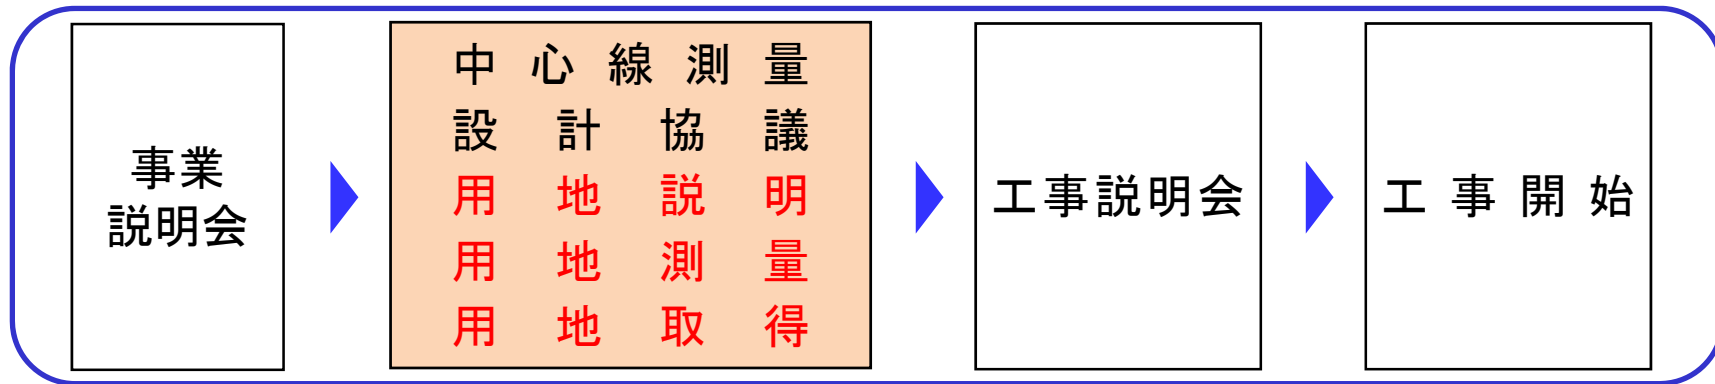 事業
説明会
中心線測量
設計協議
用地説明
用地測量
用地取得
工事説明会
工事開始